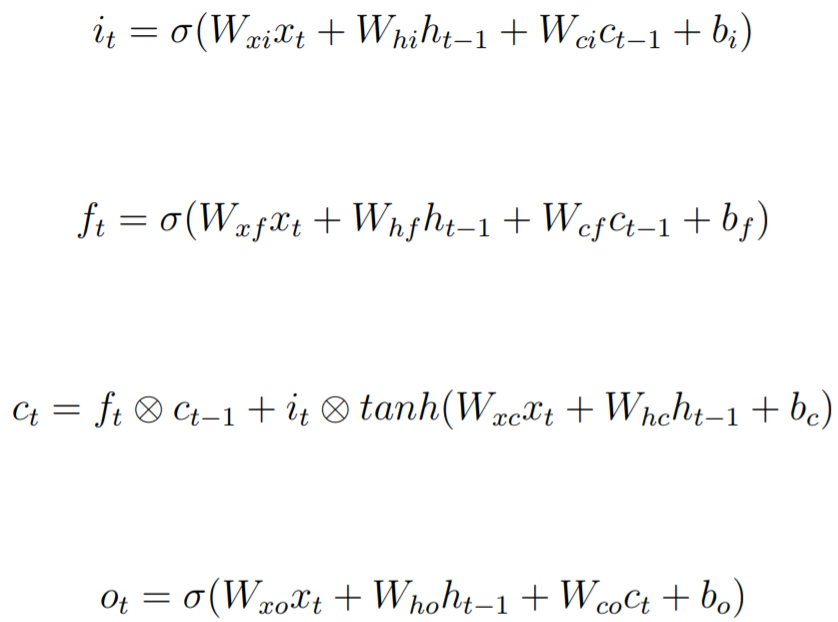 i_t = σ(W_{xi}x_t + W_{hi}h_{t−1} + W_{ci}c_{t−1} + b_i)
f_t = σ(W_{xf}x_t + W_{hf}h_{t−1} + W_{cf}c_{t−1} + b_f)
c_t = f_t ⊗ c_{t−1} + i_t ⊗ tanh(W_{xc}x_t + W_{hc}h_{t−1} + b_c)
o_t = σ(W_{xo}x_t + W_{ho}h_{t−1} + W_{co}c_t + b_o)